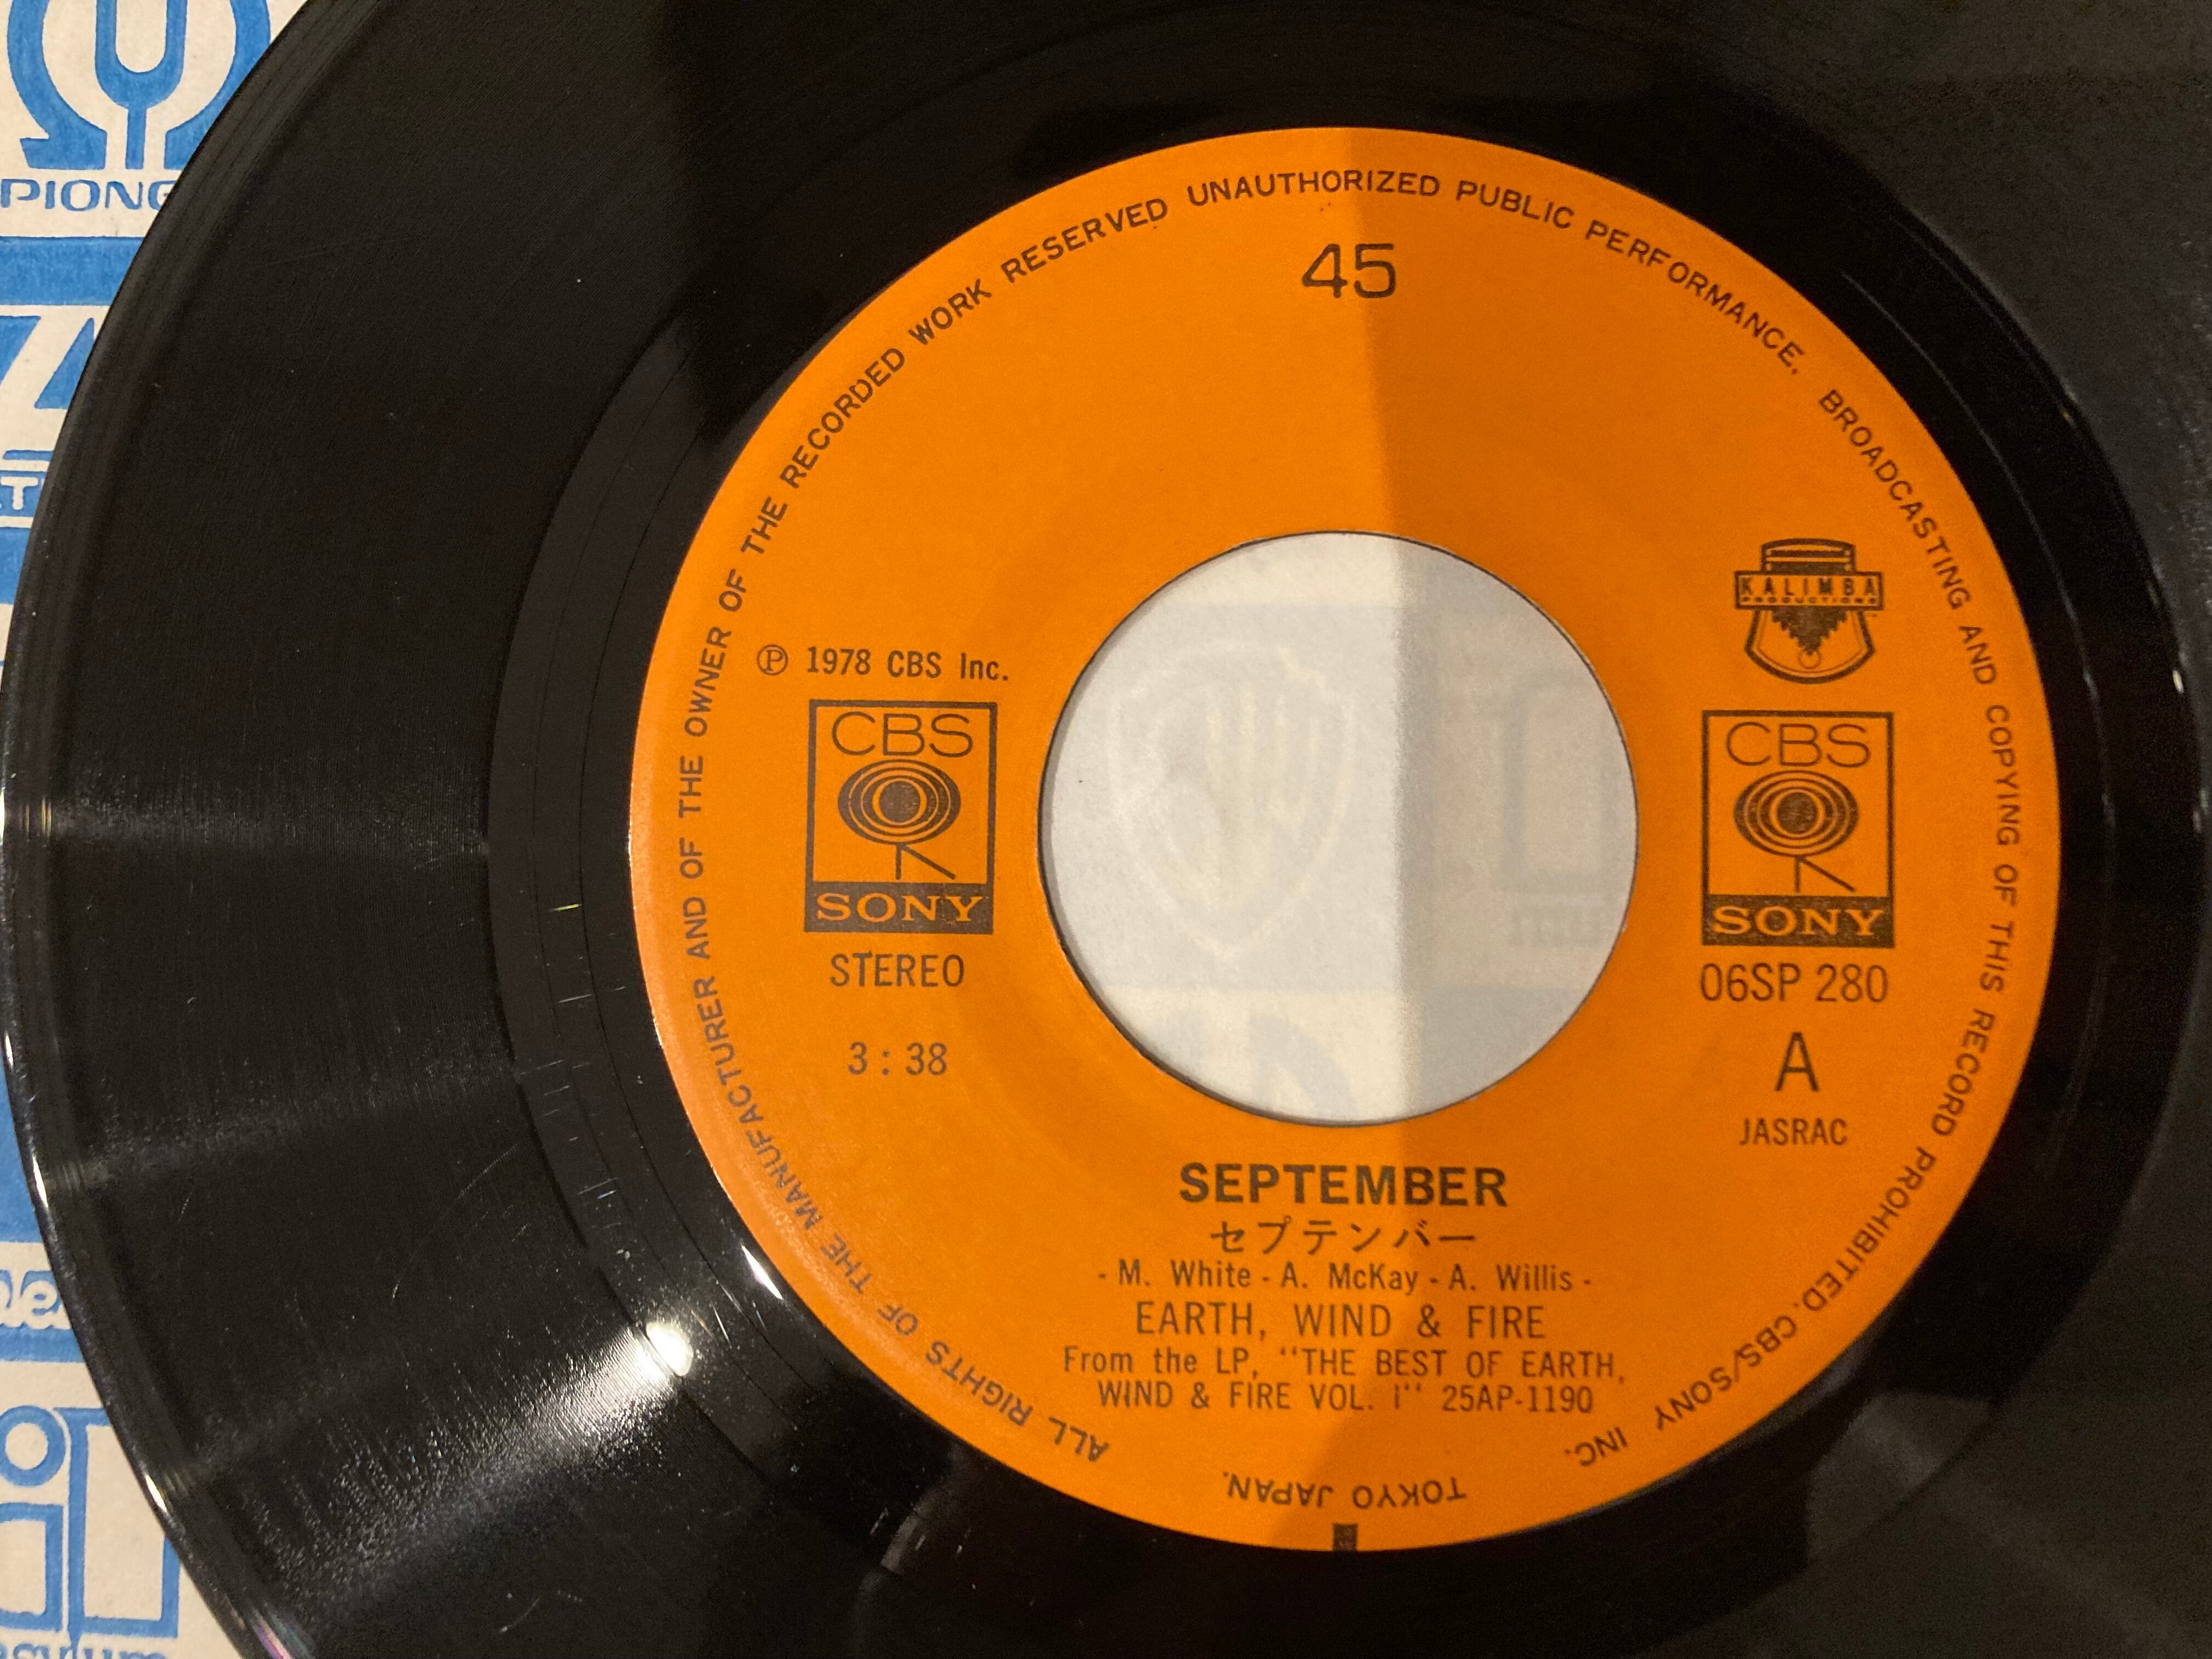 45
ALL RIGHTS OF THE MANUFACTURER AND OF THE OWNER OF THE RECORDED WORK RESERVED UNAUTHORIZED PUBLIC PERFORMANCE, BROADCASTING AND COPYING OF THIS RECORD PROHIBITED. CBS/SONY INC. TOKYO JAPAN.
℗ 1978 CBS Inc.
CBS
SONY
STEREO
3:38
KALIMBA
PRODUCTIONS
CBS
SONY
06SP 280
A
JASRAC
SEPTEMBER
セプテンバー
- M. White - A. McKay - A. Willis -
EARTH, WIND & FIRE
From the LP, "THE BEST OF EARTH,
WIND & FIRE VOL. I" 25AP-1190